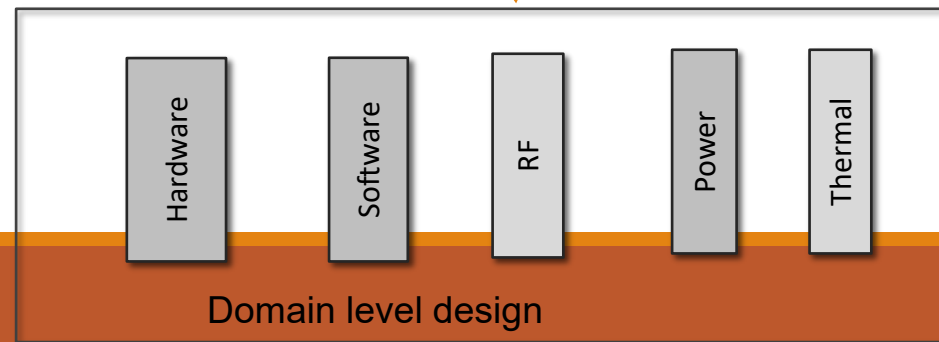 Hardware
Software
RF
Power
Thermal
Domain level design